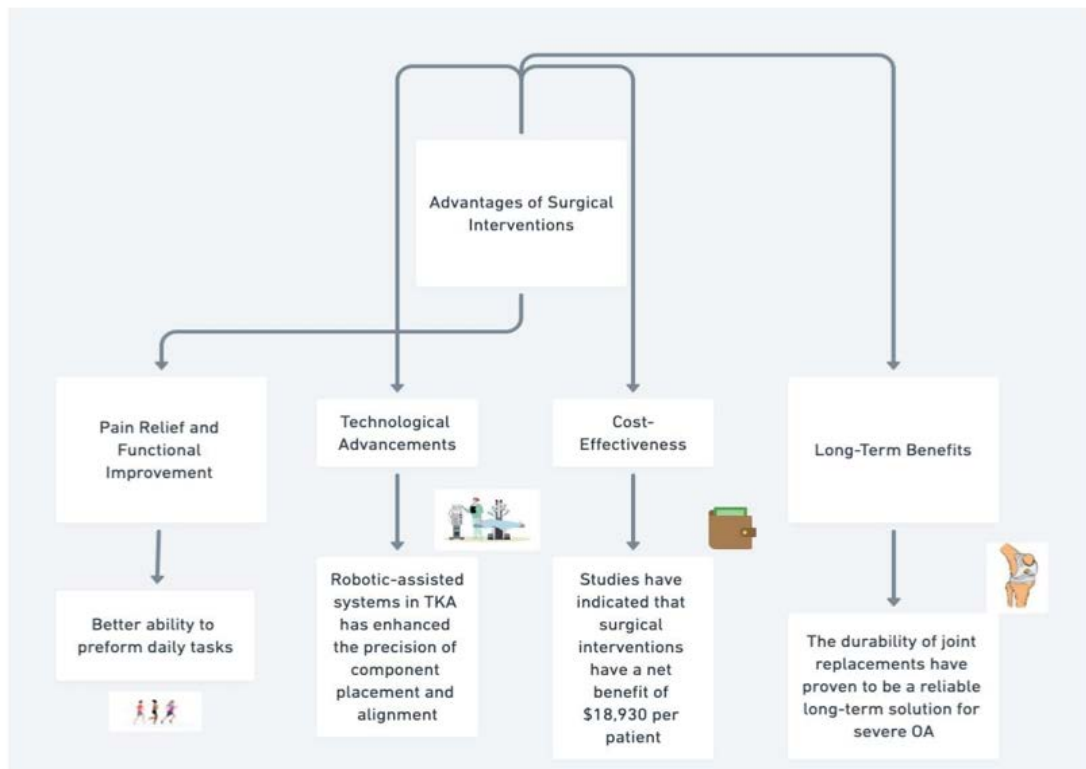 Advantages of Surgical
Interventions
Pain Relief and
Functional
Improvement
Technological
Advancements
Cost-
Effectiveness
Long-Term Benefits
Better ability to
preform daily tasks
Robotic-assisted
systems in TKA
has enhanced
the precision of
component
placement and
alignment
Studies have
indicated that
surgical
interventions
have a net
benefit of
$18,930 per
patient
The durability of joint
replacements have
proven to be a reliable
long-term solution for
severe OA